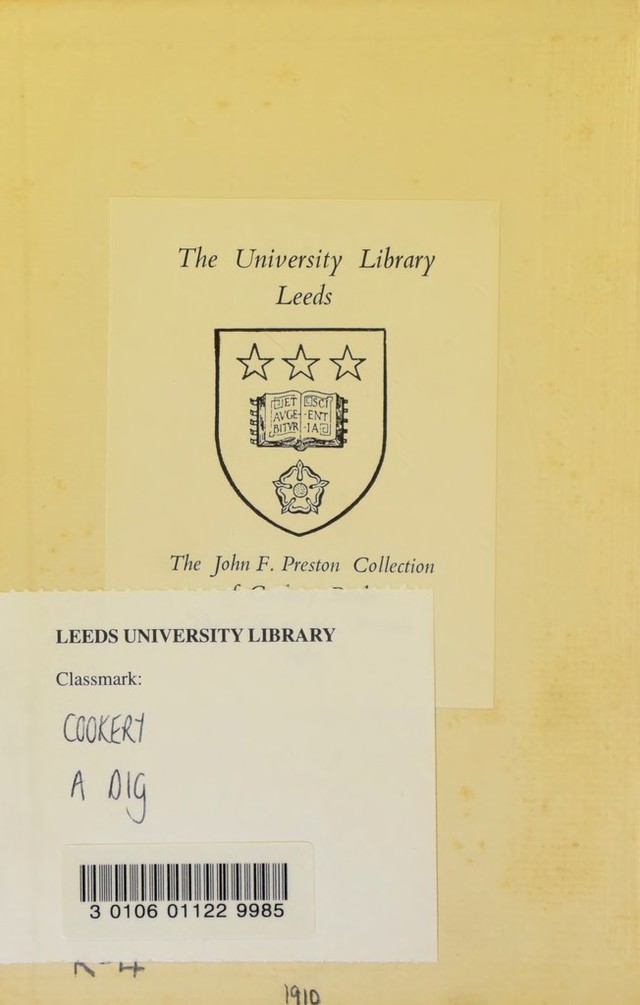 The University Library
Leeds
ET SCI
AVGE- -ENT
BITVR -IA
The John F. Preston Collection
LEEDS UNIVERSITY LIBRARY
Classmark:
COOKERY
A DIG
3 0106 01122 9985
1910